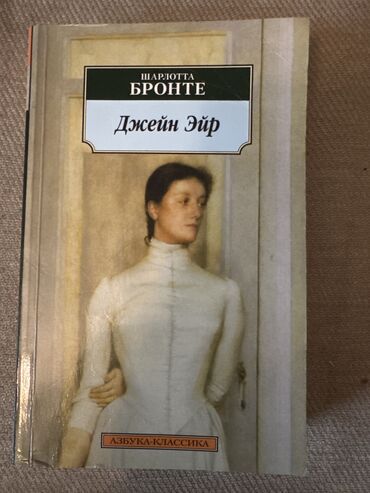 ШАРЛОТТА
БРОНТЕ
Джейн Эйр
АЗБУКА-КЛАССИКА